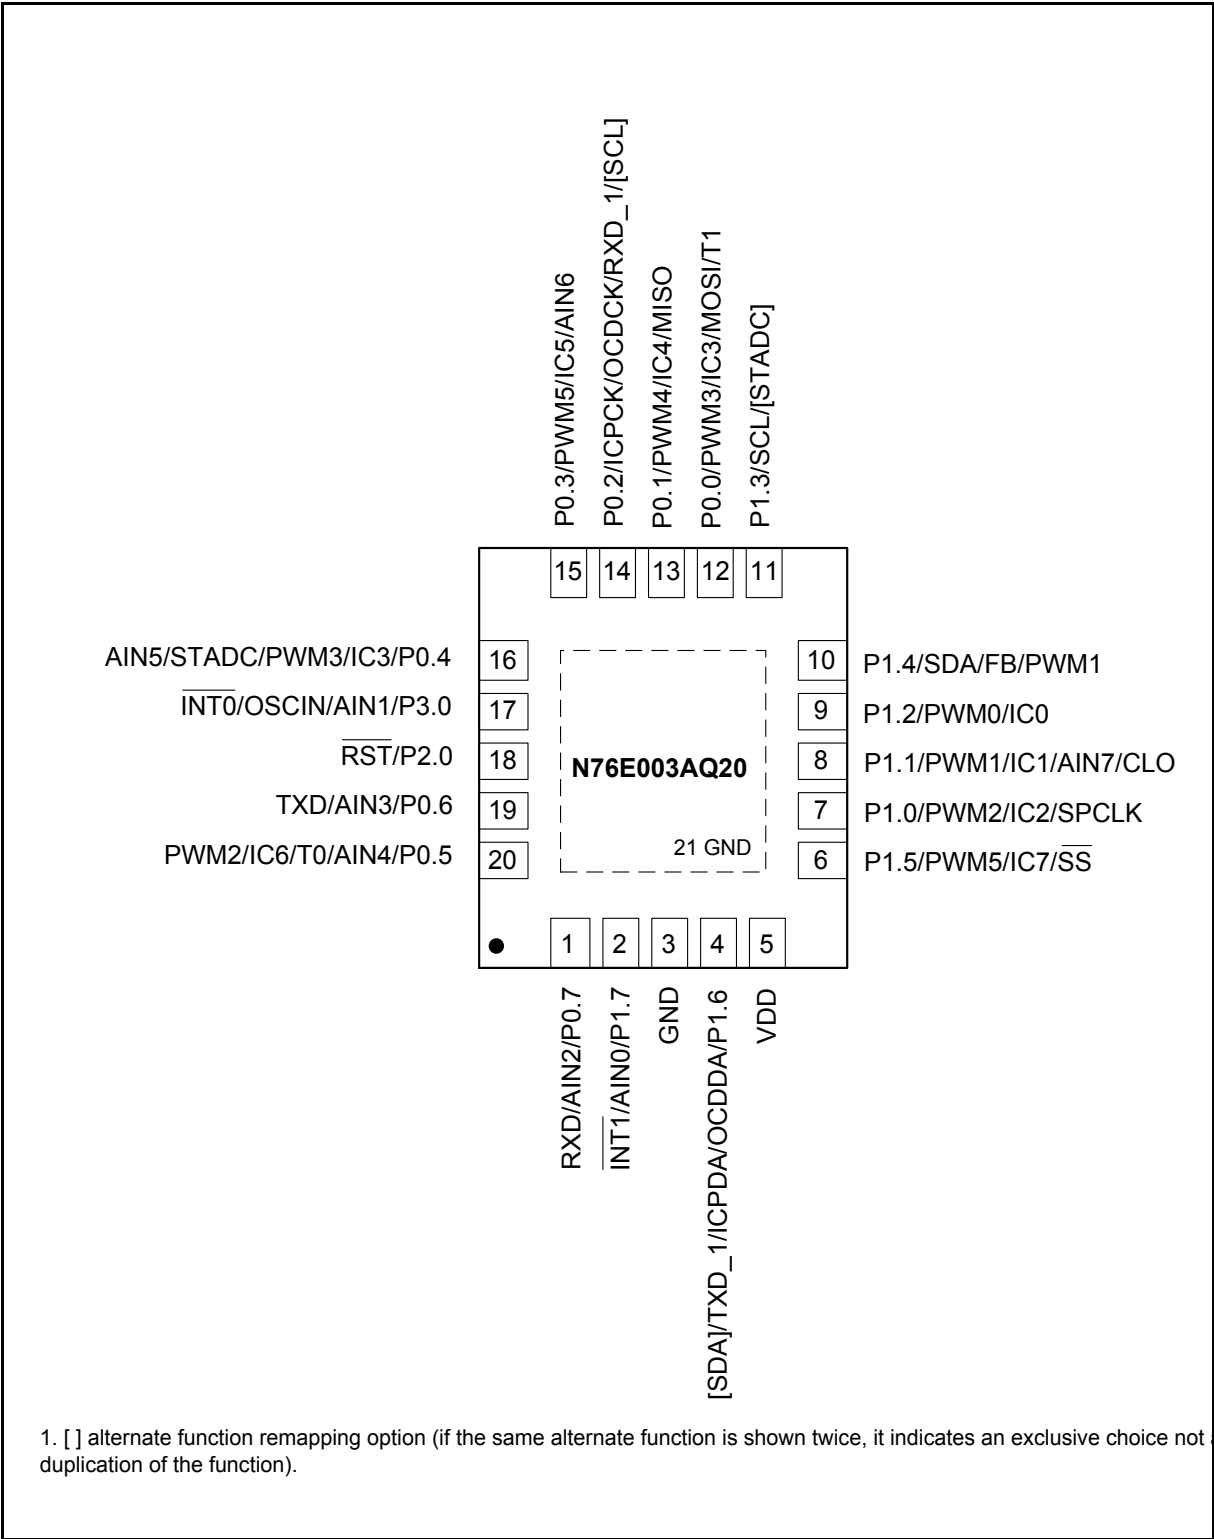 P0.3/PWM5/IC5/AIN6
P0.2/ICPCK/OCDCK/RXD_1/[SCL]
P0.1/PWM4/IC4/MISO
P0.0/PWM3/IC3/MOSI/T1
P1.3/SCL/[STADC]
15 14 13 12 11
AIN5/STADC/PWM3/IC3/P0.4 16
10 P1.4/SDA/FB/PWM1
INT0/OSCIN/AIN1/P3.0 17
9 P1.2/PWM0/IC0
RST/P2.0 18
N76E003AQ20
8 P1.1/PWM1/IC1/AIN7/CLO
TXD/AIN3/P0.6 19
7 P1.0/PWM2/IC2/SPCLK
PWM2/IC6/T0/AIN4/P0.5 20
21 GND
6 P1.5/PWM5/IC7/SS
1 2 3 4 5
RXD/AIN2/P0.7
INT1/AIN0/P1.7
GND
[SDA]/TXD_1/ICPDA/OCDDA/P1.6
VDD
1. [ ] alternate function remapping option (if the same alternate function is shown twice, it indicates an exclusive choice not
duplication of the function).